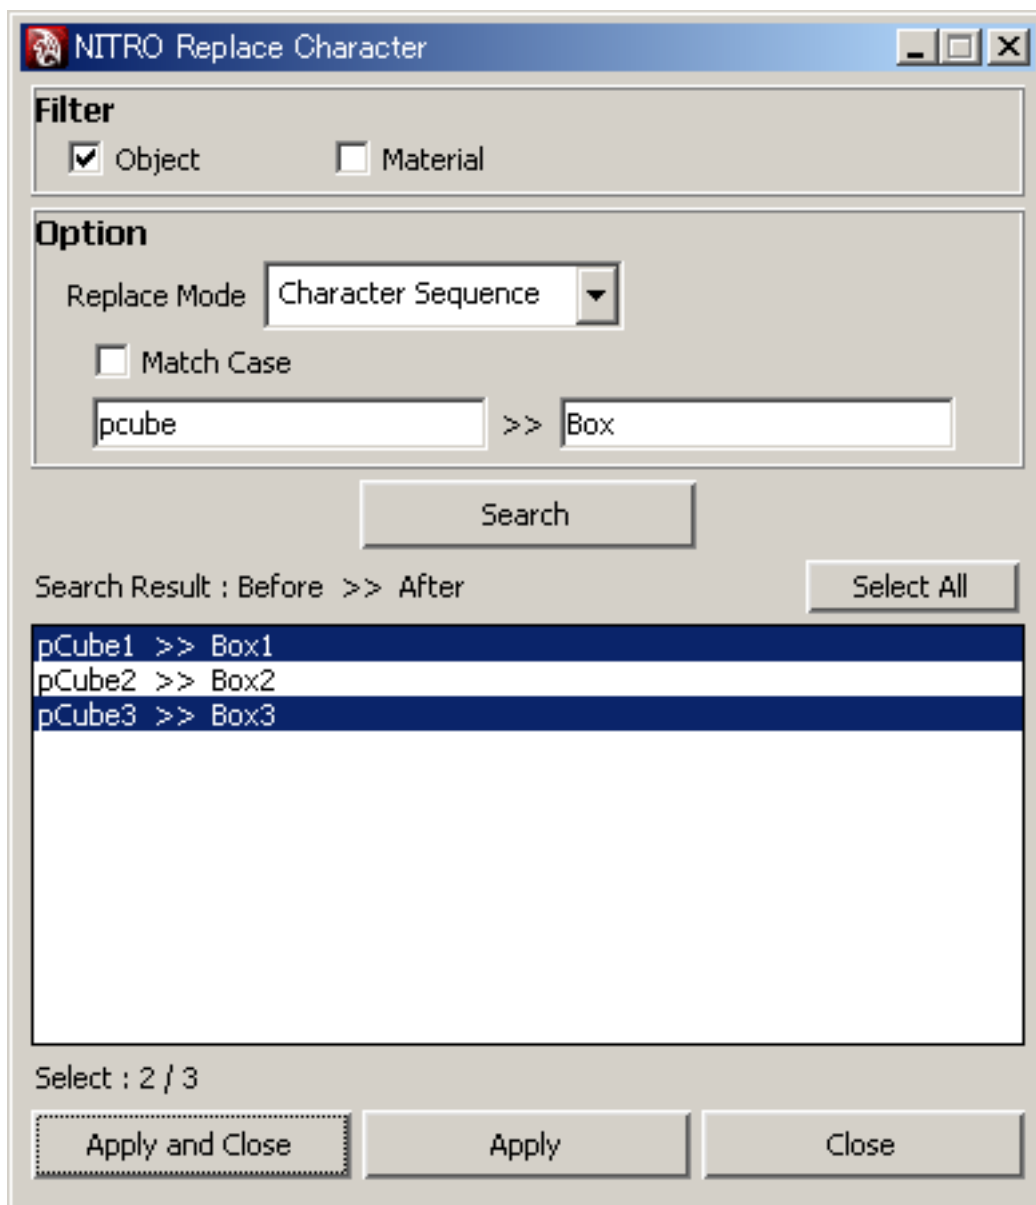 NITRO Replace Character
Filter
Object Material
Option
Replace Mode Character Sequence
Match Case
pcube >> Box
Search
Search Result : Before >> After Select All
pCube1 >> Box1
pCube2 >> Box2
pCube3 >> Box3
Select : 2 / 3
Apply and Close Apply Close